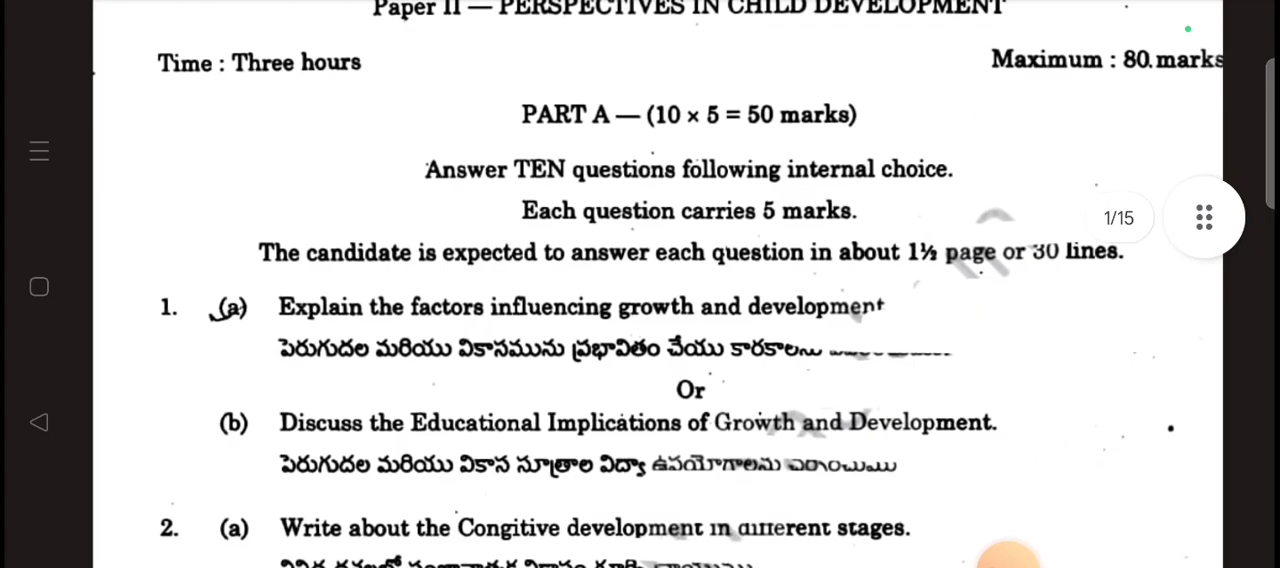 Paper II — PERSPECTIVES IN CHILD DEVELOPMENT
Time : Three hours
Maximum : 80. marks
PART A — (10 × 5 = 50 marks)
Answer TEN questions following internal choice.
Each question carries 5 marks.
1/15
The candidate is expected to answer each question in about 1½ page or 30 lines.
1. (a) Explain the factors influencing growth and development
పెరుగుదల మరియు వికాసమును ప్రభావితం చేయు కారకాలను
Or
(b) Discuss the Educational Implications of Growth and Development.
పెరుగుదల మరియు వికాస సూత్రాల విద్యా ఉపయోగాలను
2. (a) Write about the Congitive development in different stages.